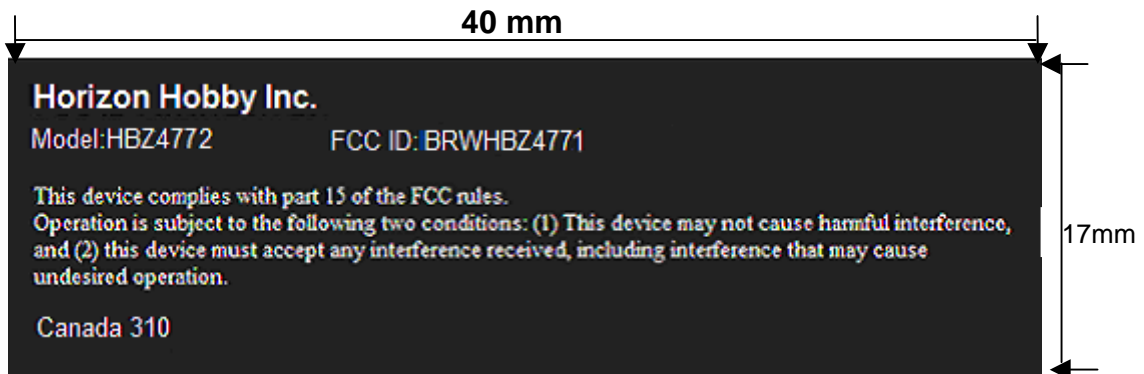 40 mm
Horizon Hobby Inc.
Model:HBZ4772 FCC ID: BRWHBZ4771
This device complies with part 15 of the FCC rules.
Operation is subject to the following two conditions: (1) This device may not cause harmful interference,
and (2) this device must accept any interference received, including interference that may cause
undesired operation.
Canada 310
17mm